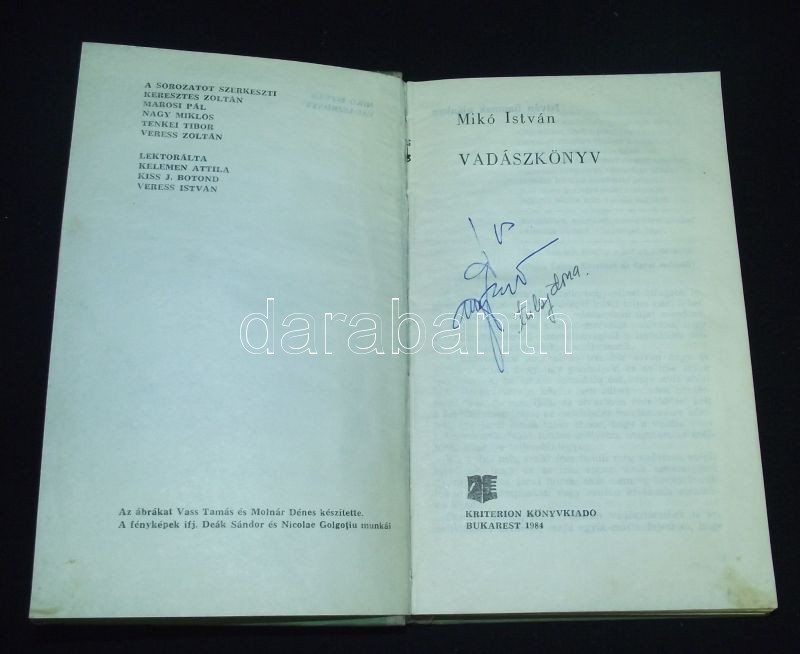 A SOROZATOT SZERKESZTI
KERESZTES ZOLTÁN
MAROSI PÁL
NAGY MIKLÓS
TENKEI TIBOR
VERESS ZOLTÁN
LEKTORÁLTA
KELEMEN ATTILA
KISS J. BOTOND
VERESS ISTVÁN
Az ábrákat Vass Tamás és Molnár Dénes készítette.
A fényképek ifj. Deák Sándor és Nicolae Golgoțiu munkái
Mikó István
VADÁSZKÖNYV
tulajdona.
darabanth
KRITERION KÖNYVKIADÓ
BUKAREST 1984